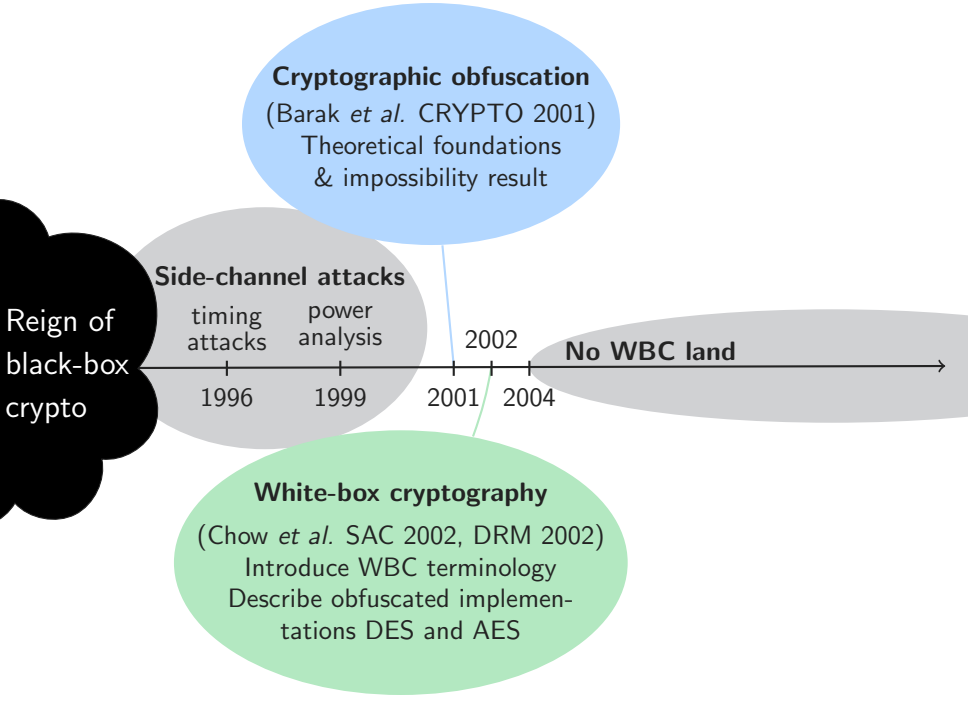 Cryptographic obfuscation
(Barak et al. CRYPTO 2001)
Theoretical foundations
& impossibility result
Side-channel attacks
timing
attacks
power
analysis
Reign of
black-box
crypto
2002
No WBC land
1996
1999
2001
2004
White-box cryptography
(Chow et al. SAC 2002, DRM 2002)
Introduce WBC terminology
Describe obfuscated implemen-
tations DES and AES